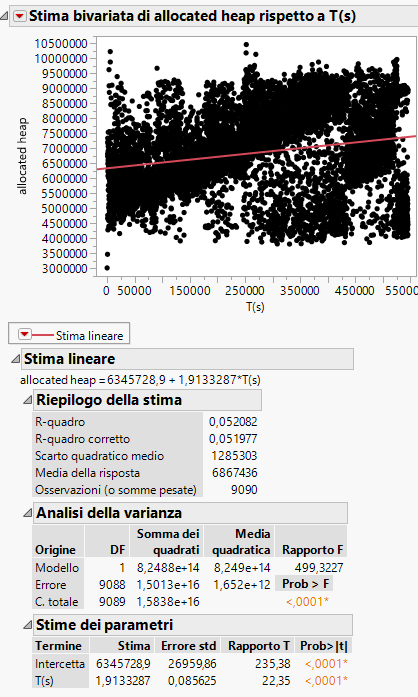 Stima bivariata di allocated heap rispetto a T(s)
10500000
10000000
9500000
9000000
8500000
8000000
7500000
7000000
6500000
6000000
5500000
5000000
4500000
4000000
3500000
3000000
allocated heap
0 50000 150000 250000 350000 450000 55000
T(s)
Stima lineare
Stima lineare
allocated heap = 6345728,9 + 1,9133287*T(s)
Riepilogo della stima
R-quadro 0,052082
R-quadro corretto 0,051977
Scarto quadratico medio 1285303
Media della risposta 6867436
Osservazioni (o somme pesate) 9090
Analisi della varianza
Somma dei Media
Origine DF quadrati quadratica Rapporto F
Modello 1 8,2488e+14 8,249e+14 499,3227
Errore 9088 1,5013e+16 1,652e+12 Prob > F
C. totale 9089 1,5838e+16 <,0001*
Stime dei parametri
Termine Stima Errore std Rapporto T Prob>|t|
Intercetta 6345728,9 26959,86 235,38 <,0001*
T(s) 1,9133287 0,085625 22,35 <,0001*